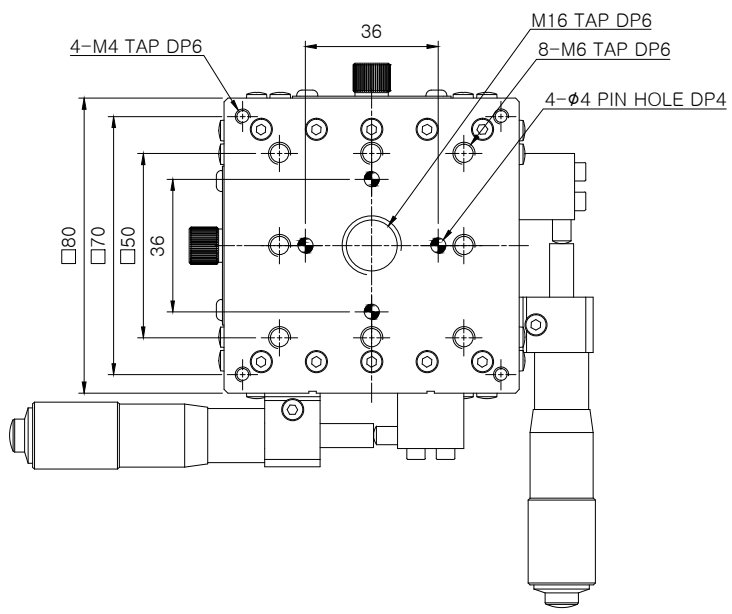 M16 TAP DP6
36
4-M4 TAP DP6
8-M6 TAP DP6
4-ϕ4 PIN HOLE DP4
□80
□70
□50
36